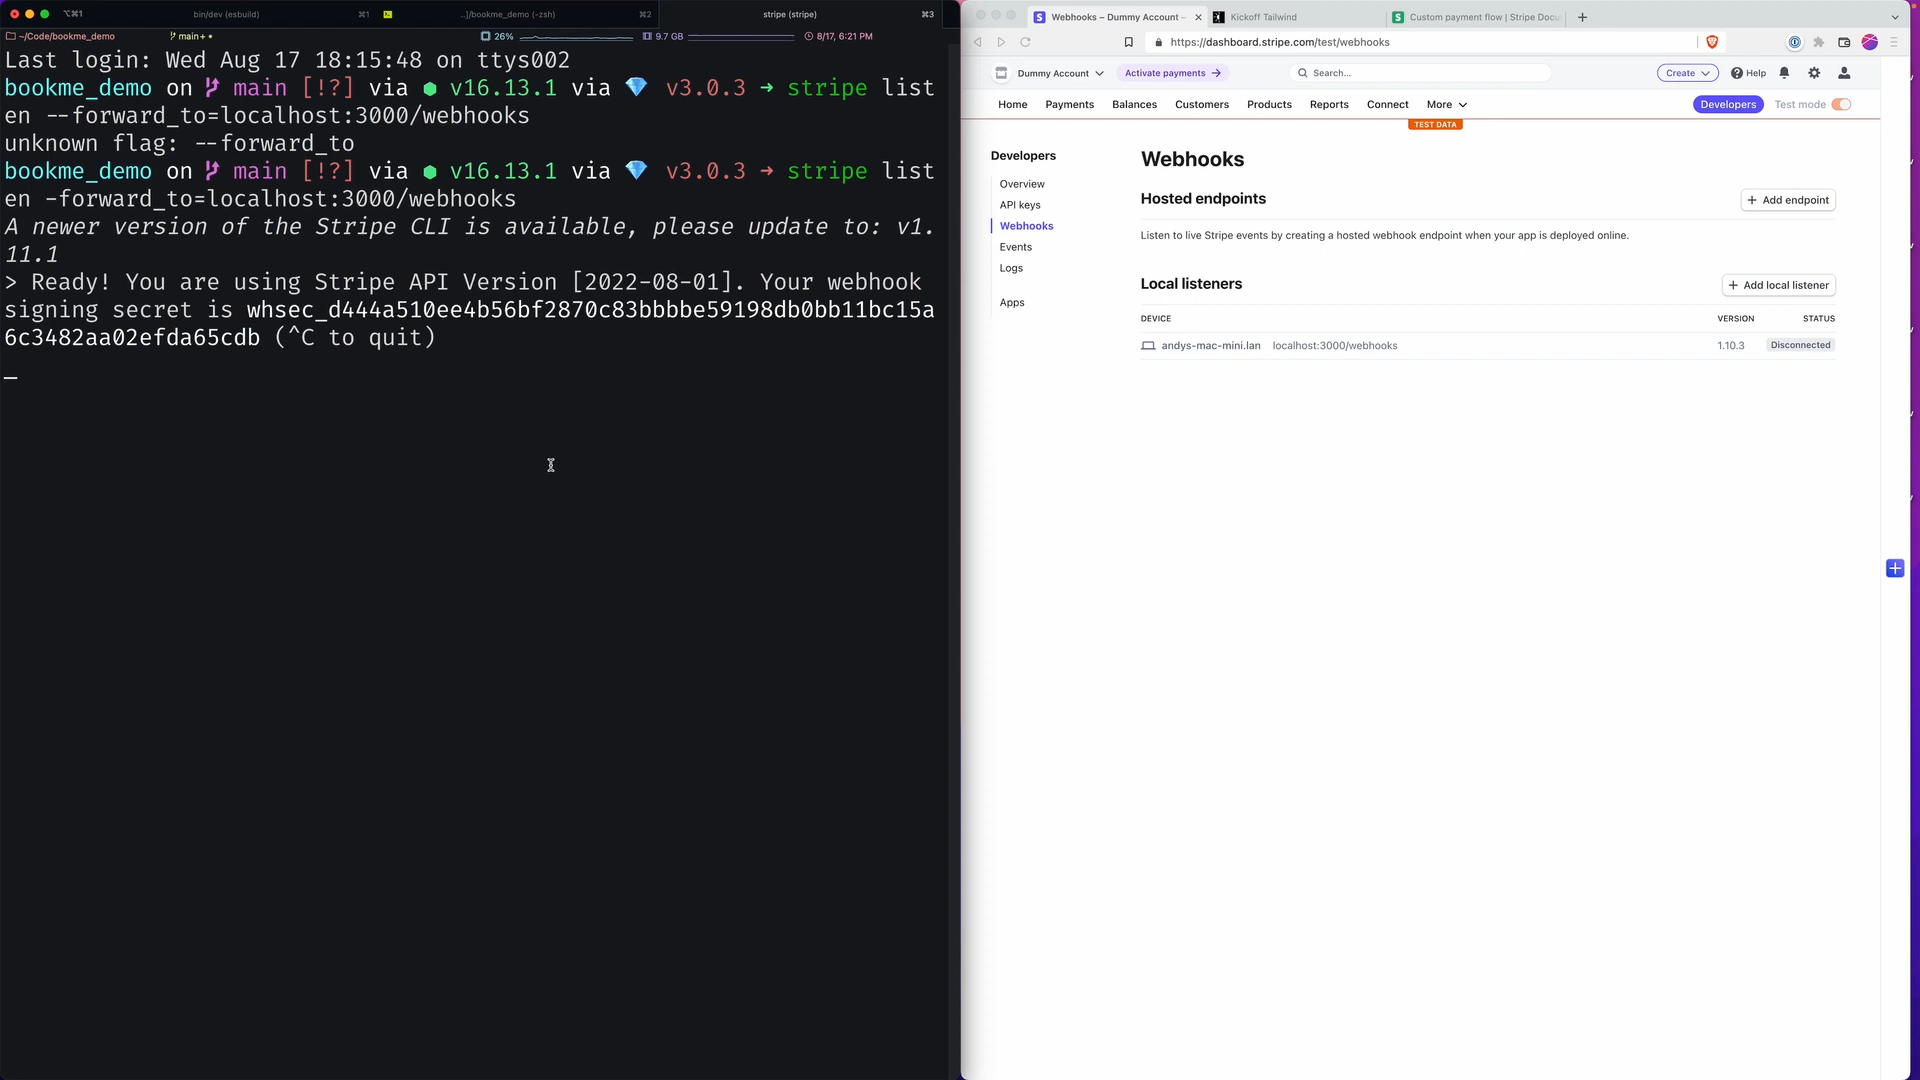 ⌥⌘1
bin/dev (esbuild)
⌘1
..]/bookme_demo (-zsh)
⌘2
stripe (stripe)
⌘3
~/Code/bookme_demo
main+ •
26%
9.7 GB
8/17, 6:21 PM
Last login: Wed Aug 17 18:15:48 on ttys002
bookme_demo on main [!?] via v16.13.1 via v3.0.3 → stripe list
en --forward_to=localhost:3000/webhooks
unknown flag: --forward_to
bookme_demo on main [!?] via v16.13.1 via v3.0.3 → stripe list
en -forward_to=localhost:3000/webhooks
A newer version of the Stripe CLI is available, please update to: v1.
11.1
> Ready! You are using Stripe API Version [2022-08-01]. Your webhook
signing secret is whsec_d444a510ee4b56bf2870c83bbbbe59198db0bb11bc15a
6c3482aa02efda65cdb (^C to quit)
Webhooks – Dummy Account –
Kickoff Tailwind
Custom payment flow | Stripe Docu
https://dashboard.stripe.com/test/webhooks
Dummy Account
Activate payments →
Search...
Create
Help
Home
Payments
Balances
Customers
Products
Reports
Connect
More
Developers
Test mode
TEST DATA
Developers
Overview
API keys
Webhooks
Events
Logs
Apps
Webhooks
Hosted endpoints
+ Add endpoint
Listen to live Stripe events by creating a hosted webhook endpoint when your app is deployed online.
Local listeners
+ Add local listener
DEVICE
VERSION
STATUS
andys-mac-mini.lan
localhost:3000/webhooks
1.10.3
Disconnected